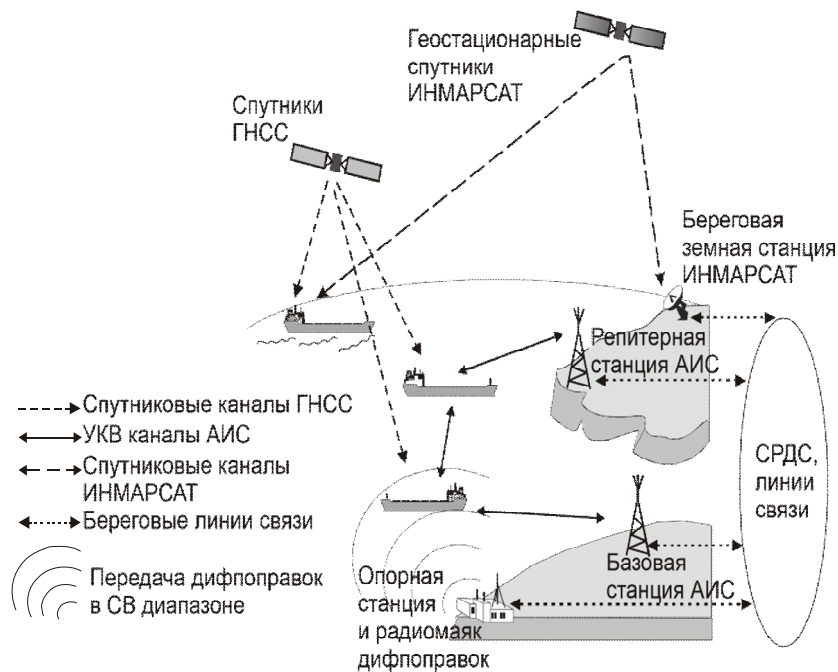 Геостационарные
спутники
ИНМАРСАТ
Спутники
ГНСС
Береговая
земная станция
ИНМАРСАТ
Репитерная
станция АИС
Спутниковые каналы ГНСС
УКВ каналы АИС
Спутниковые каналы
ИНМАРСАТ
Береговые линии связи
Передача дифпоправок
в СВ диапазоне
СРДС,
линии
связи
Базовая
станция АИС
Опорная
станция
и радиомаяк
дифпоправок